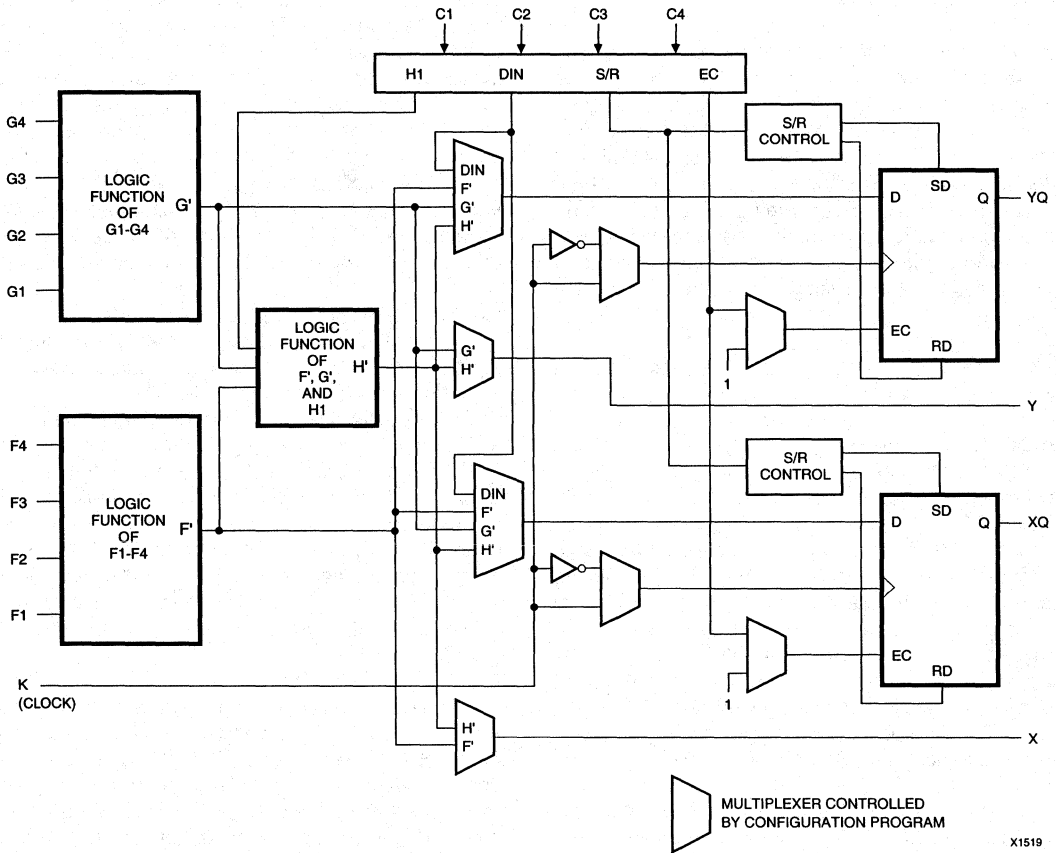 C1 C2 C3 C4
H1 DIN S/R EC
G4
G3
G2
G1
LOGIC
FUNCTION
OF
G1-G4
G'
DIN
F'
G'
H'
S/R
CONTROL
SD
D
Q
EC
RD
YQ
1
LOGIC
FUNCTION
OF
F', G',
AND
H1
H'
G'
H'
Y
F4
F3
F2
F1
LOGIC
FUNCTION
OF
F1-F4
F'
DIN
F'
G'
H'
S/R
CONTROL
SD
D
Q
EC
RD
XQ
1
K
(CLOCK)
H'
F'
X
MULTIPLEXER CONTROLLED
BY CONFIGURATION PROGRAM
X1519